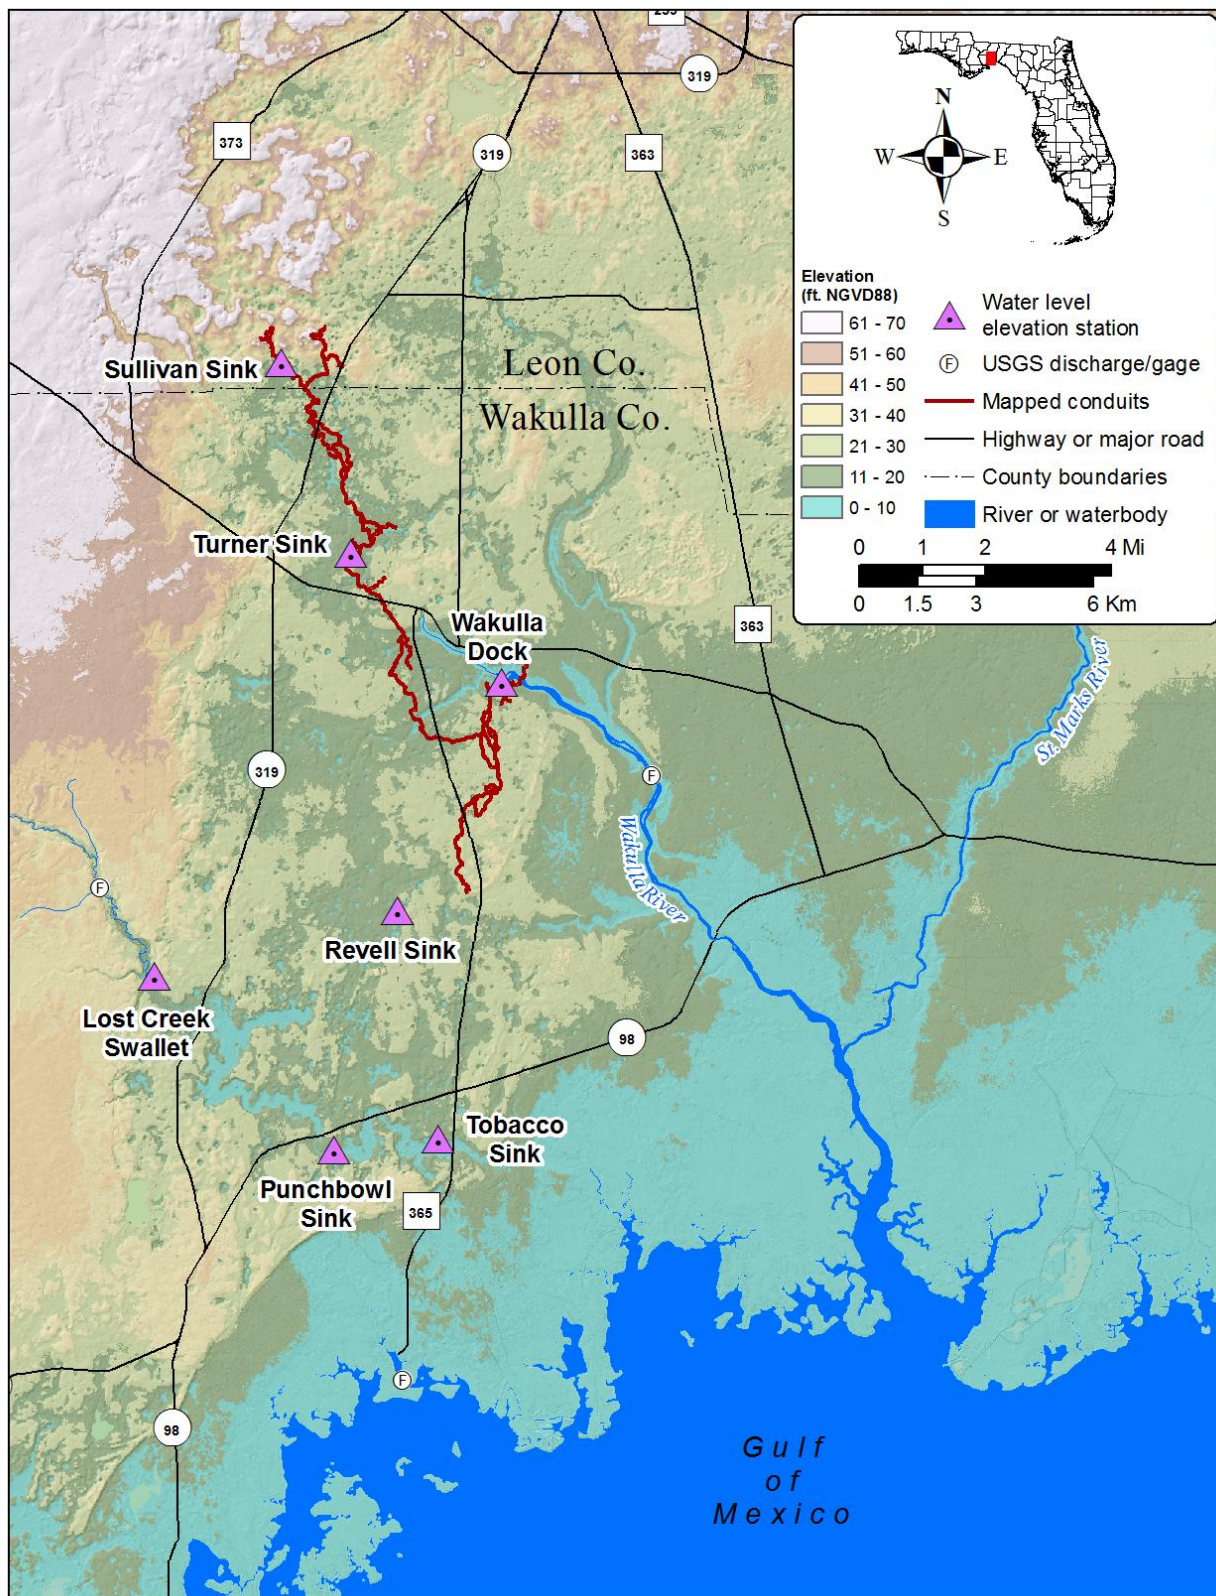 319
373
319
363
N
W
E
S
Elevation
(ft. NGVD88)
61 - 70
51 - 60
41 - 50
31 - 40
21 - 30
11 - 20
0 - 10
Water level
elevation station
F
USGS discharge/gage
Mapped conduits
Highway or major road
County boundaries
River or waterbody
0 1 2 4 Mi
0 1.5 3 6 Km
Sullivan Sink
Leon Co.
Wakulla Co.
Turner Sink
Wakulla
Dock
363
St. Marks River
319
F
Wakulla River
F
Revell Sink
Lost Creek
Swallet
98
Tobacco
Sink
Punchbowl
Sink
365
F
98
Gulf
of
Mexico